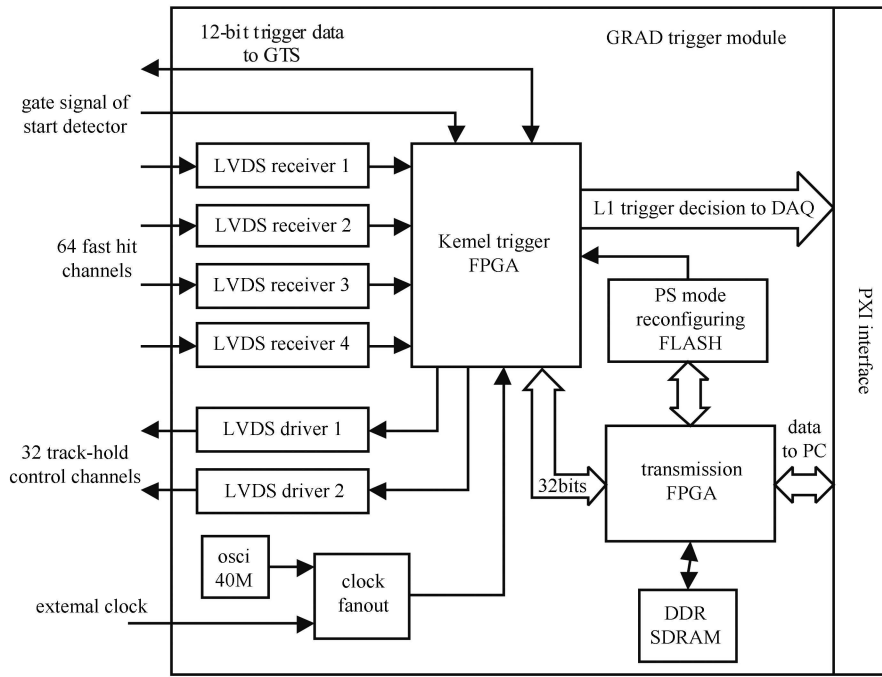 12-bit trigger data
to GTS
GRAD trigger module
gate signal of
start detector
LVDS receiver 1
LVDS receiver 2
64 fast hit
channels
LVDS receiver 3
LVDS receiver 4
Kemel trigger
FPGA
L1 trigger decision to DAQ
PS mode
reconfiguring
FLASH
PXI interface
LVDS driver 1
32 track-hold
control channels
LVDS driver 2
32bits
transmission
FPGA
data
to PC
osci
40M
clock
fanout
external clock
DDR
SDRAM